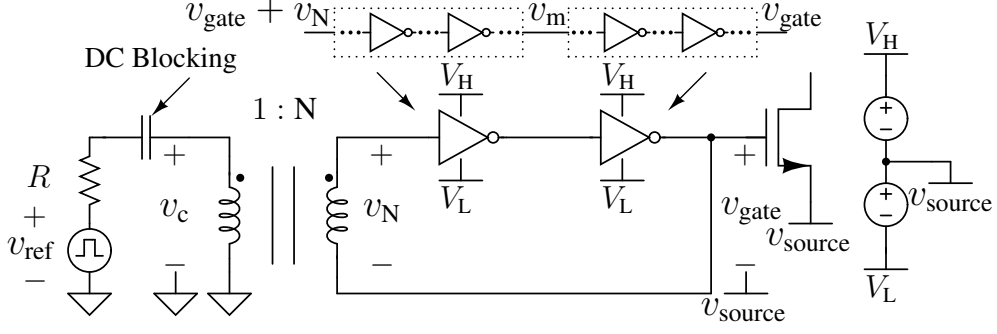 v_gate + v_N v_m v_gate
DC Blocking V_H V_H V_H
1 : N
+ + + + −
R v_c v_N V_L V_L v_gate + −
+ v_source
v_ref v_source
− − − − V_L
v_source